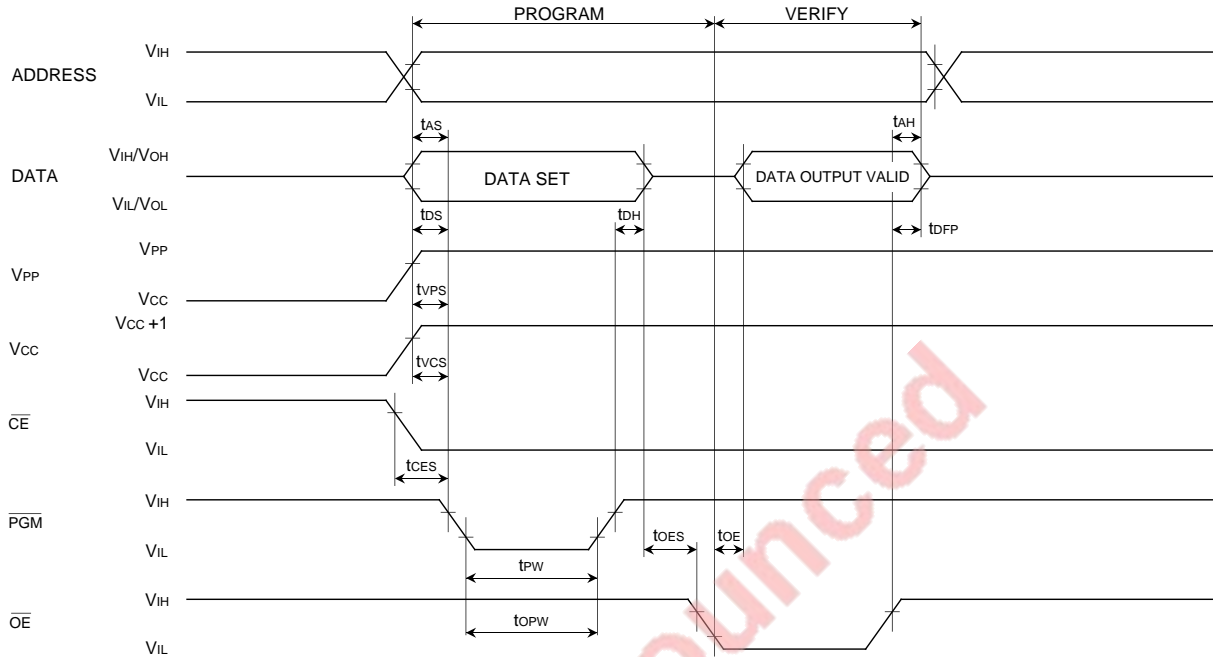 PROGRAM VERIFY
ADDRESS
VIH
VIL
tAS
tAH
DATA
VIH/VOH
VIL/VOL
DATA SET
DATA OUTPUT VALID
tDS
tDH
tDFP
VPP
VPP
VCC
tVPS
VCC
VCC +1
VCC
tVCS
CE
VIH
VIL
tCES
PGM
VIH
VIL
tPW
tOES
tOE
OE
VIH
VIL
tOPW
ounced